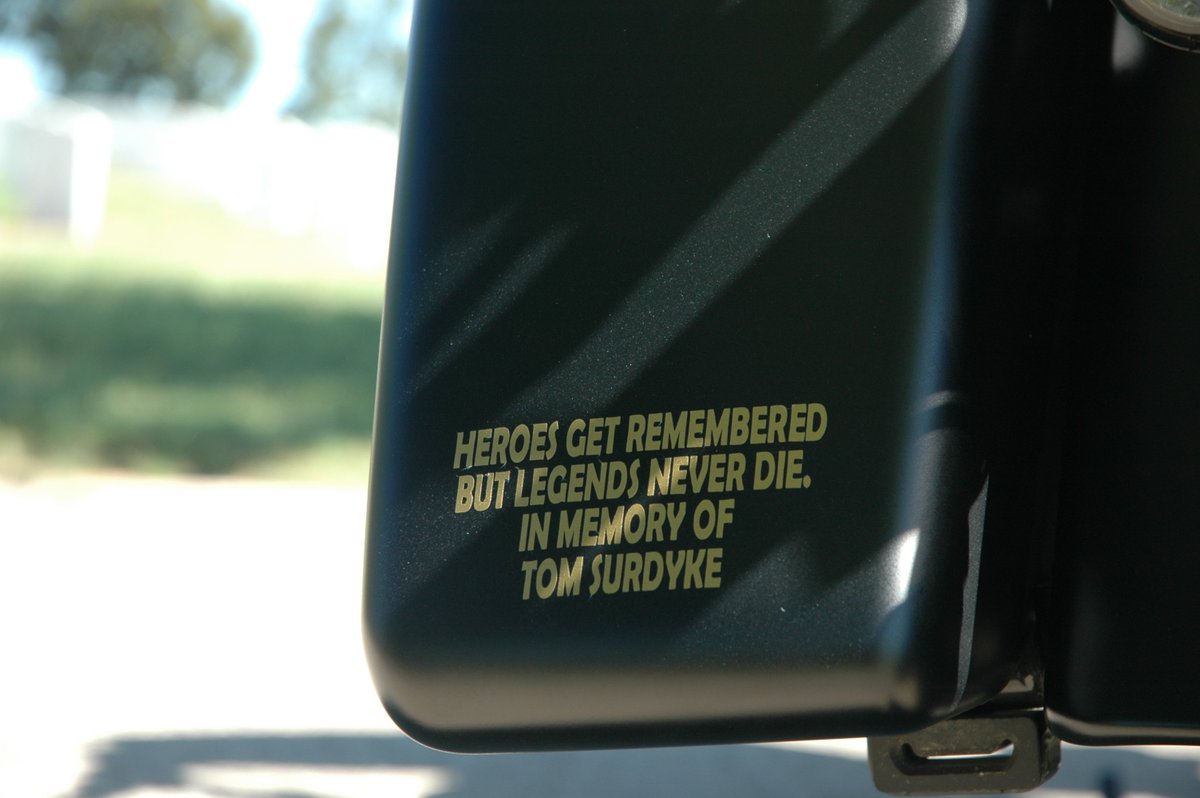 HEROES GET REMEMBERED
BUT LEGENDS NEVER DIE.
IN MEMORY OF
TOM SURDYKE